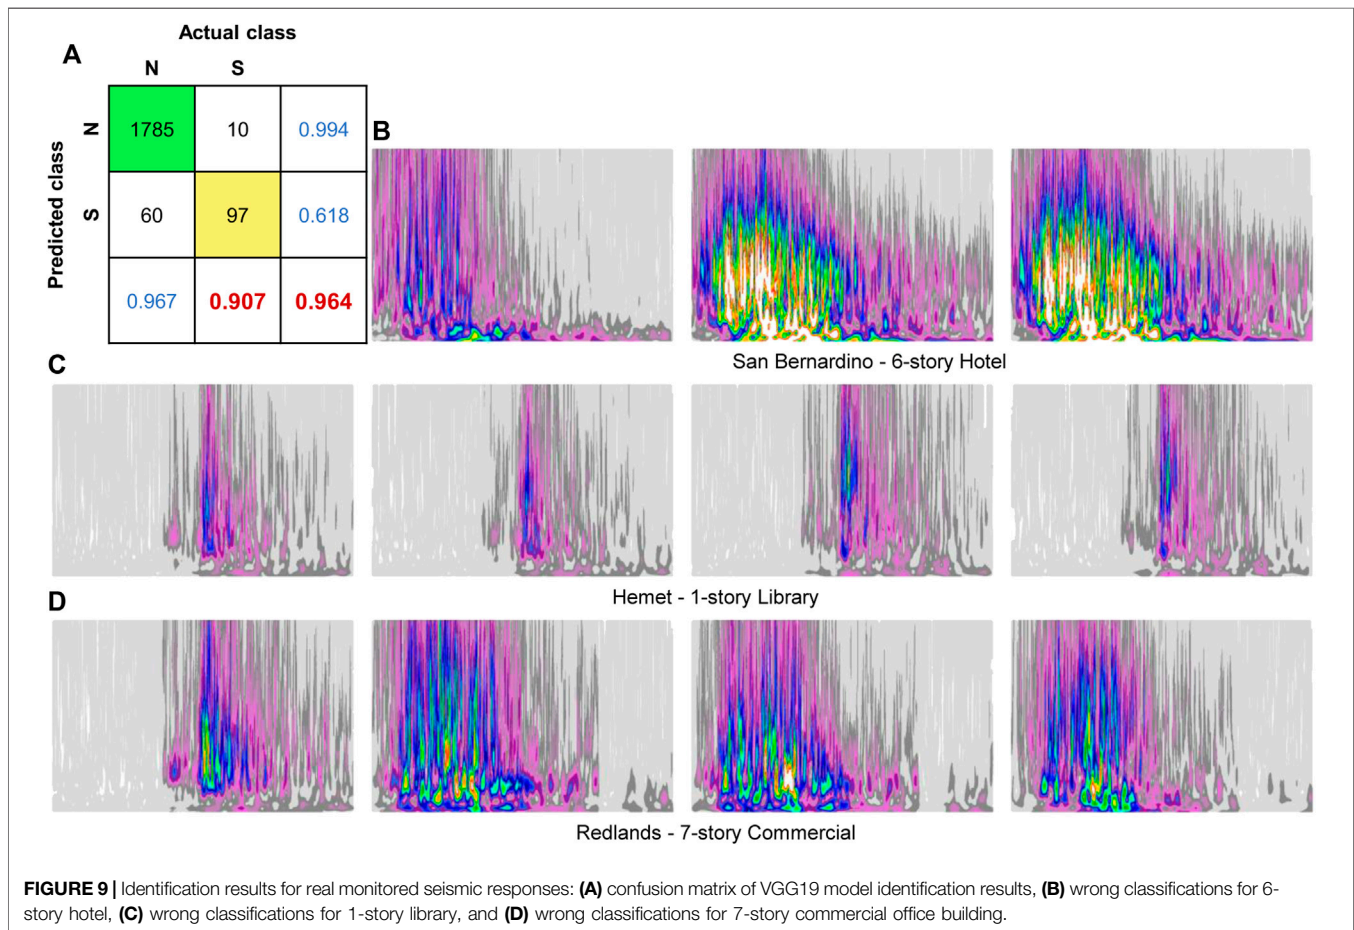 Actual class
A
N S
N 1785 10 0.994
B
Predicted class
S 60 97 0.618
0.967 0.907 0.964
San Bernardino - 6-story Hotel
C
Hemet - 1-story Library
D
Redlands - 7-story Commercial
FIGURE 9 | Identification results for real monitored seismic responses: (A) confusion matrix of VGG19 model identification results, (B) wrong classifications for 6-
story hotel, (C) wrong classifications for 1-story library, and (D) wrong classifications for 7-story commercial office building.